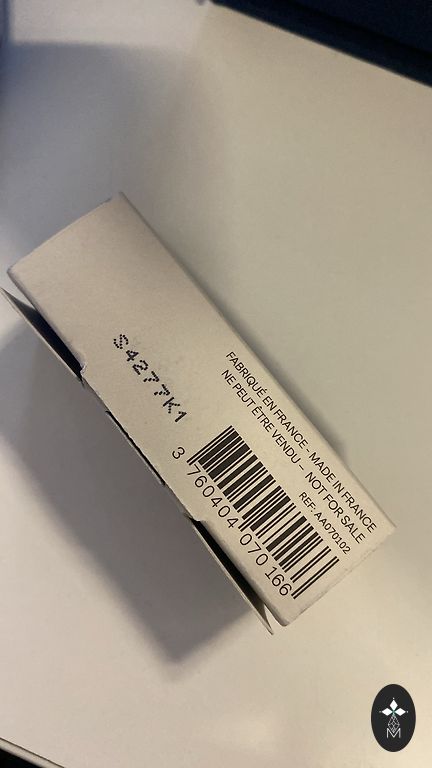 S4277K1
FABRIQUÉ EN FRANCE - MADE IN FRANCE
NE PEUT ÊTRE VENDU – NOT FOR SALE
REF: AA070102
3 760404 070166
M